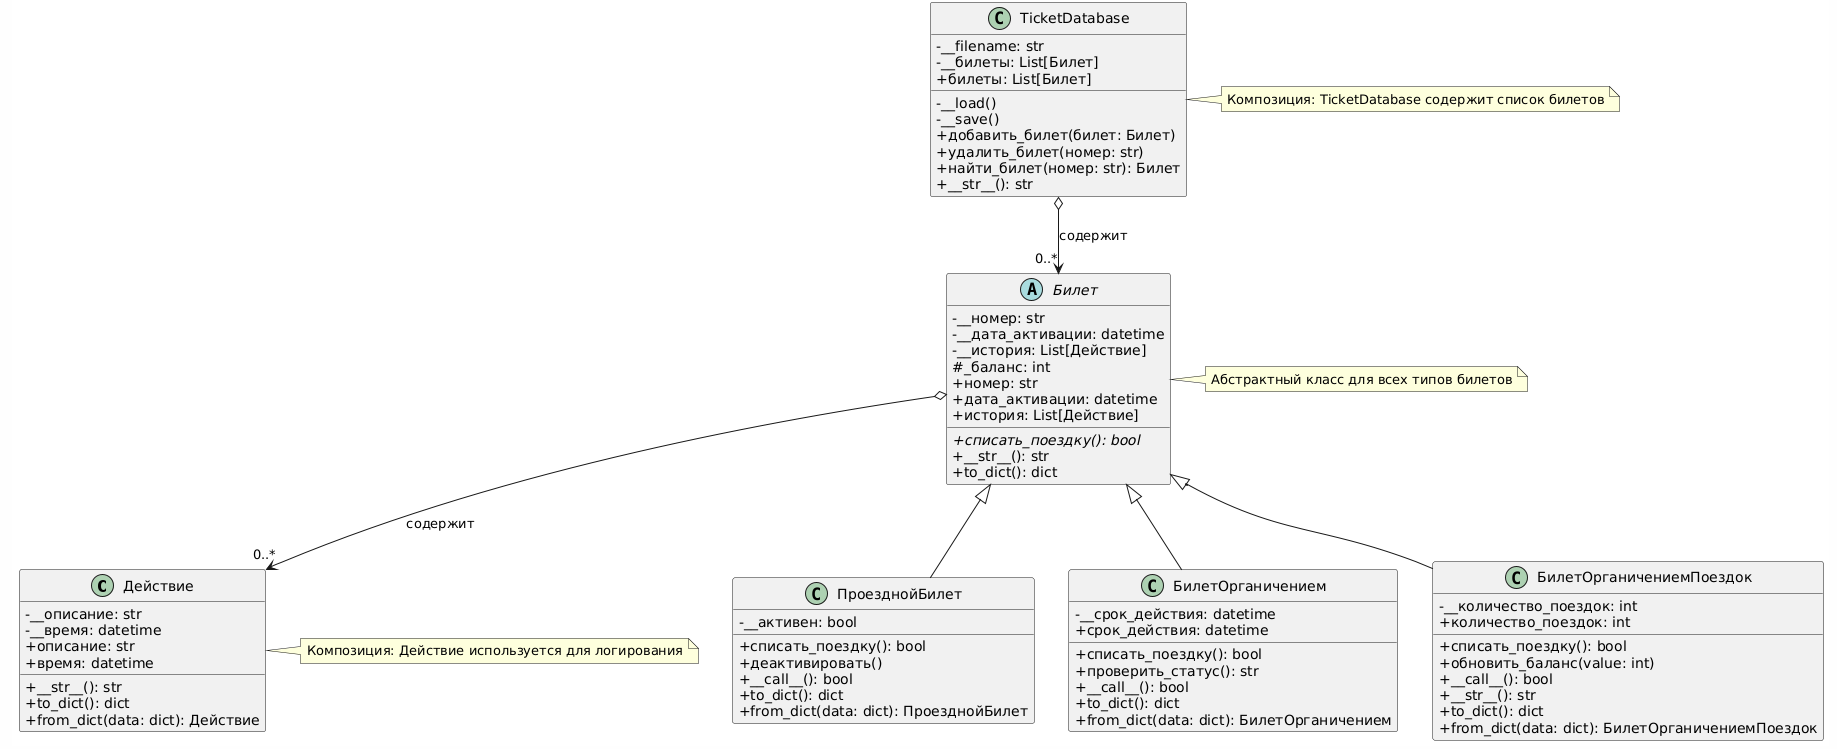 C TicketDatabase
-__filename: str
-__билеты: List[Билет]
+билеты: List[Билет]
-__load()
-__save()
+добавить_билет(билет: Билет)
+удалить_билет(номер: str)
+найти_билет(номер: str): Билет
+__str__(): str
Композиция: TicketDatabase содержит список билетов
содержит
0..*
A Билет
-__номер: str
-__дата_активации: datetime
-__история: List[Действие]
#_баланс: int
+номер: str
+дата_активации: datetime
+история: List[Действие]
+списать_поездку(): bool
+__str__(): str
+to_dict(): dict
Абстрактный класс для всех типов билетов
содержит
0..*
C Действие
-__описание: str
-__время: datetime
+описание: str
+время: datetime
+__str__(): str
+to_dict(): dict
+from_dict(data: dict): Действие
Композиция: Действие используется для логирования
C ПроезднойБилет
-__активен: bool
+списать_поездку(): bool
+деактивировать()
+__call__(): bool
+to_dict(): dict
+from_dict(data: dict): ПроезднойБилет
C БилетОрганичением
-__срок_действия: datetime
+срок_действия: datetime
+списать_поездку(): bool
+проверить_статус(): str
+__call__(): bool
+to_dict(): dict
+from_dict(data: dict): БилетОрганичением
C БилетОрганичениемПоездок
-__количество_поездок: int
+количество_поездок: int
+списать_поездку(): bool
+обновить_баланс(value: int)
+__call__(): bool
+__str__(): str
+to_dict(): dict
+from_dict(data: dict): БилетОрганичениемПоездок